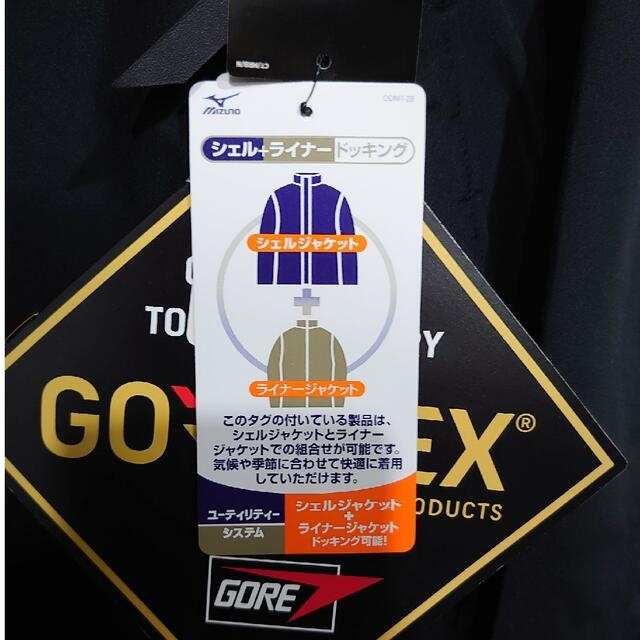 MIZUNO
シェル+ライナードッキング
シェルジャケット
+
ライナージャケット
このタグの付いている製品は、
シェルジャケットとライナー
ジャケットでの組合せが可能です。
気候や季節に合わせて快適に着用
していただけます。
ユーティリティー
システム
シェルジャケット
+
ライナージャケット
ドッキング可能!
TO
DY
GO EX®
PRODUCTS
GORE